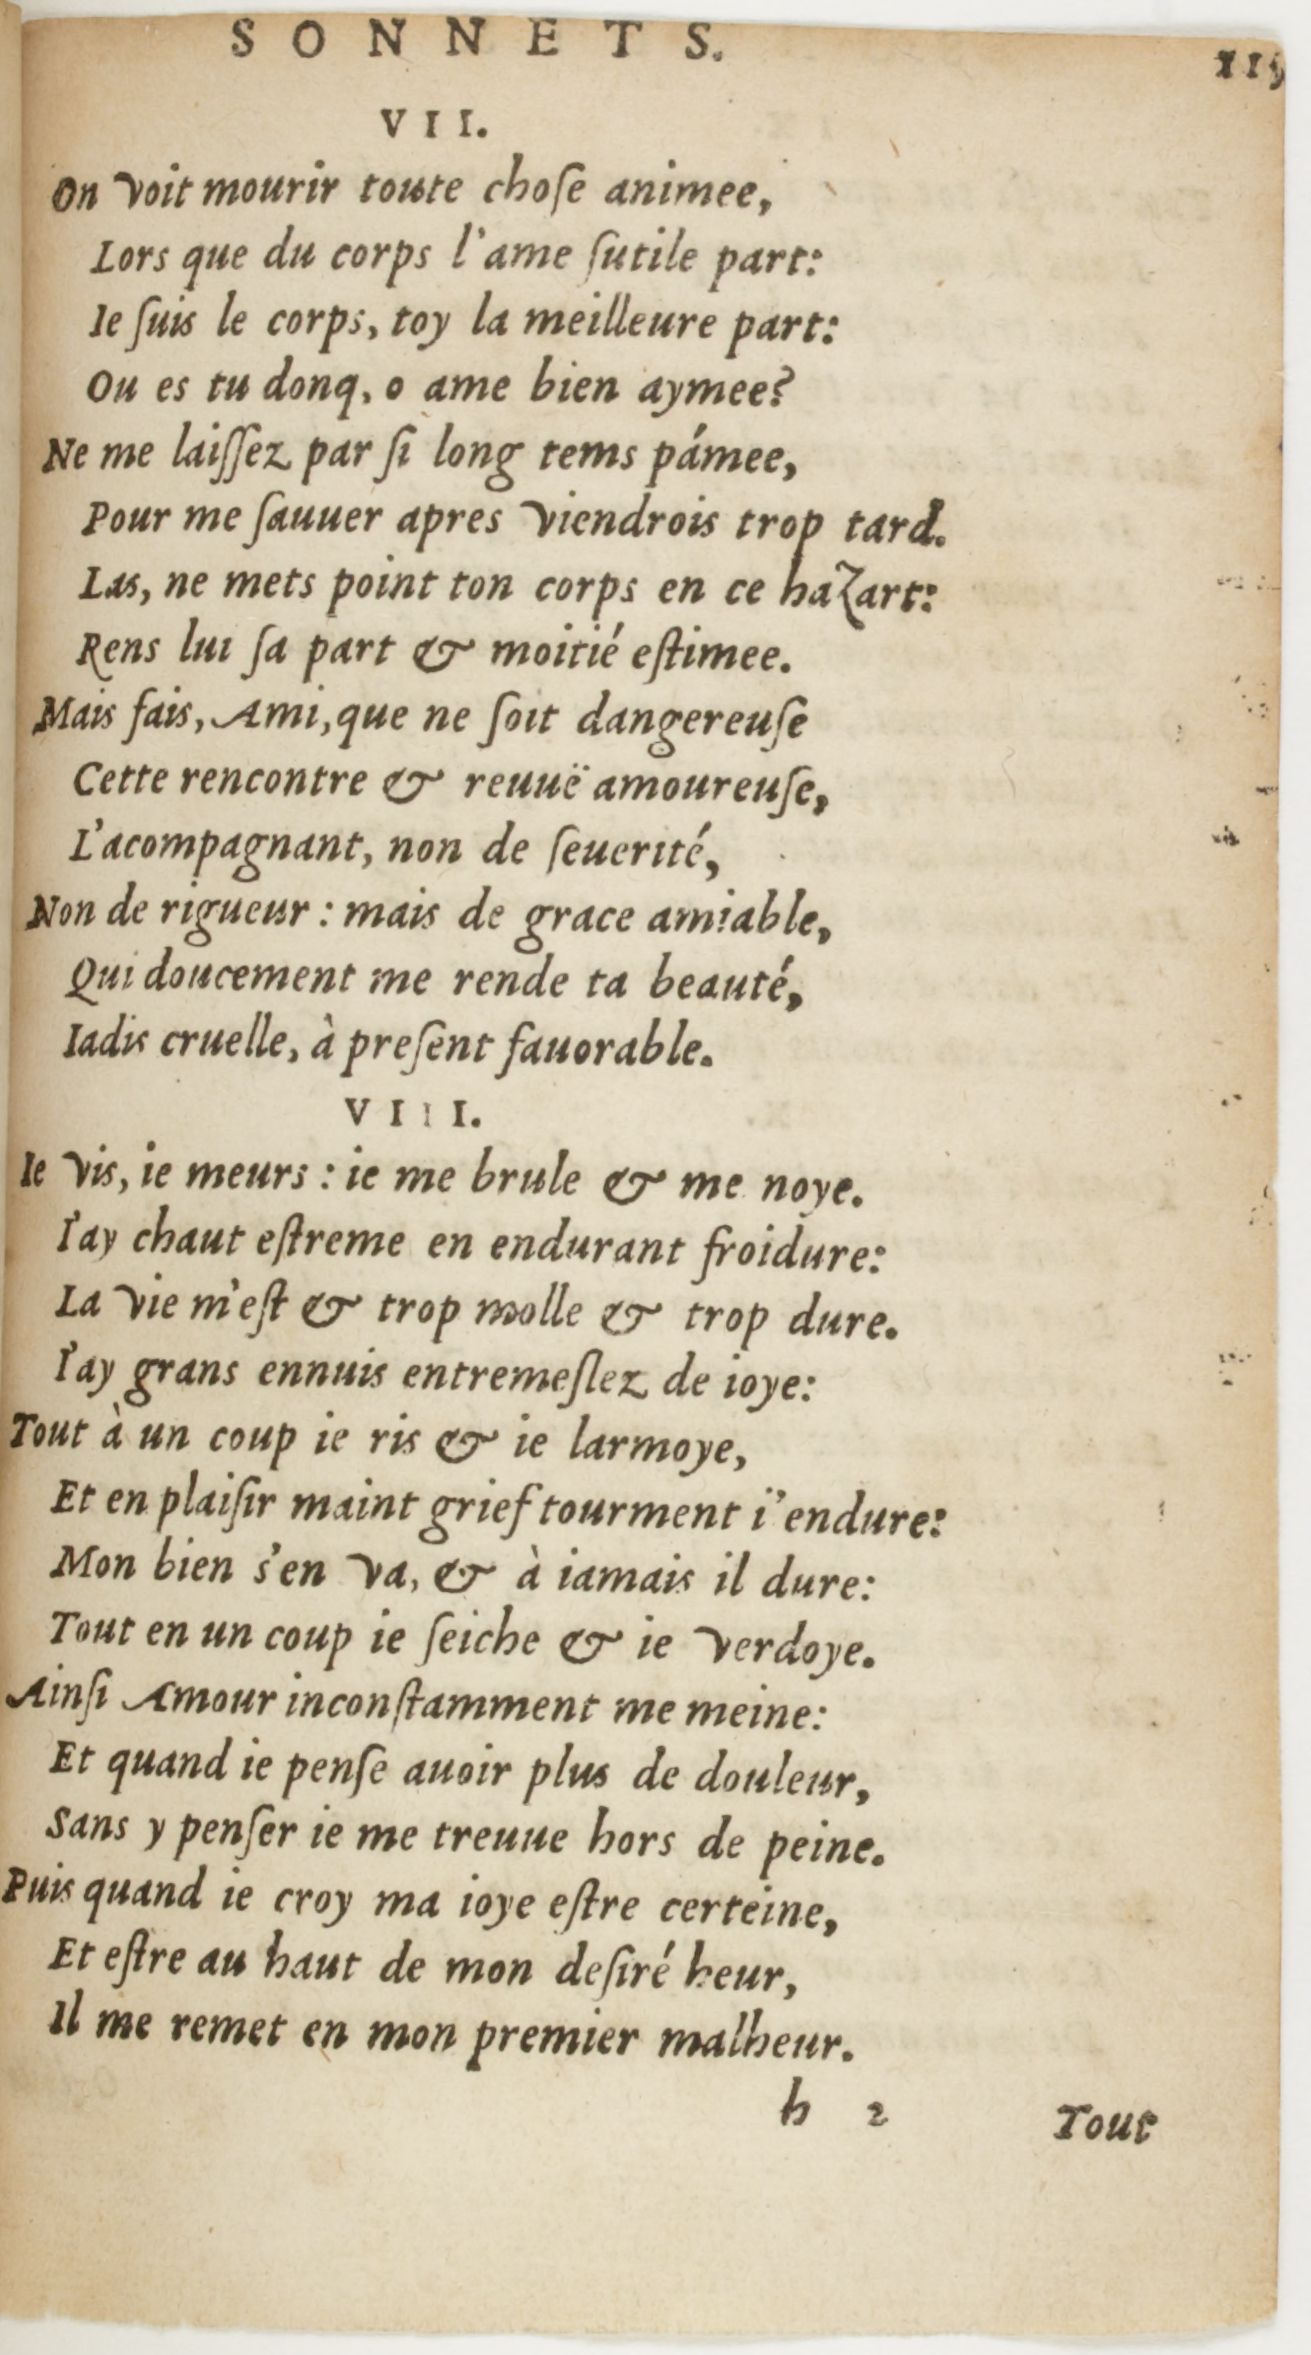 SONNETS.
115
VII.
On voit mourir toute choſe animee,
Lors que du corps l'ame ſutile part:
Ie ſuis le corps, toy la meilleure part:
Ou es tu donq, o ame bien aymee?
Ne me laiſſez par ſi long tems pámee,
Pour me ſauuer apres viendrois trop tard.
Las, ne mets point ton corps en ce hazart:
Rens lui ſa part & moitié eſtimee.
Mais fais, Ami, que ne ſoit dangereuſe
Cette rencontre & reuuë amoureuſe,
L'acompagnant, non de ſeuerité,
Non de rigueur: mais de grace amiable,
Qui doucement me rende ta beauté,
Iadis cruelle, à preſent fauorable.
VIII.
Ie vis, ie meurs: ie me brule & me noye.
I'ay chaut eſtreme en endurant froidure:
La vie m'eſt & trop molle & trop dure.
I'ay grans ennuis entremeſlez de ioye:
Tout à un coup ie ris & ie larmoye,
Et en plaiſir maint grief tourment i'endure:
Mon bien s'en va, & à iamais il dure:
Tout en un coup ie ſeiche & ie verdoye.
Ainſi Amour inconſtamment me meine:
Et quand ie penſe auoir plus de douleur,
Sans y penſer ie me treuue hors de peine.
Puis quand ie croy ma ioye eſtre certeine,
Et eſtre au haut de mon deſiré heur,
Il me remet en mon premier malheur.
h 2 Tout